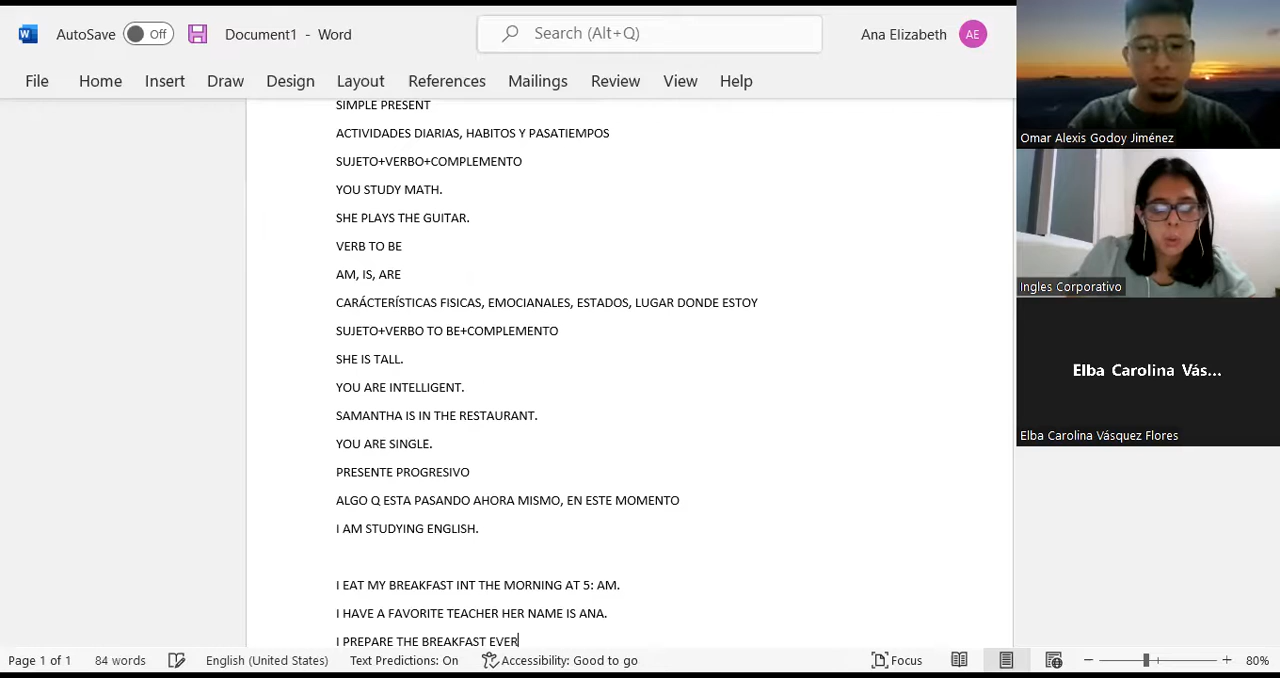 AutoSave Off Document1 - Word Search (Alt+Q) Ana Elizabeth AE
File Home Insert Draw Design Layout References Mailings Review View Help
SIMPLE PRESENT
ACTIVIDADES DIARIAS, HABITOS Y PASATIEMPOS
SUJETO+VERBO+COMPLEMENTO
YOU STUDY MATH.
SHE PLAYS THE GUITAR.
VERB TO BE
AM, IS, ARE
CARÁCTERÍSTICAS FISICAS, EMOCIANALES, ESTADOS, LUGAR DONDE ESTOY
SUJETO+VERBO TO BE+COMPLEMENTO
SHE IS TALL.
YOU ARE INTELLIGENT.
SAMANTHA IS IN THE RESTAURANT.
YOU ARE SINGLE.
PRESENTE PROGRESIVO
ALGO Q ESTA PASANDO AHORA MISMO, EN ESTE MOMENTO
I AM STUDYING ENGLISH.
I EAT MY BREAKFAST INT THE MORNING AT 5: AM.
I HAVE A FAVORITE TEACHER HER NAME IS ANA.
I PREPARE THE BREAKFAST EVER
Page 1 of 1 84 words English (United States) Text Predictions: On Accessibility: Good to go Focus 80%
Omar Alexis Godoy Jiménez
Ingles Corporativo
Elba Carolina Vás...
Elba Carolina Vásquez Flores